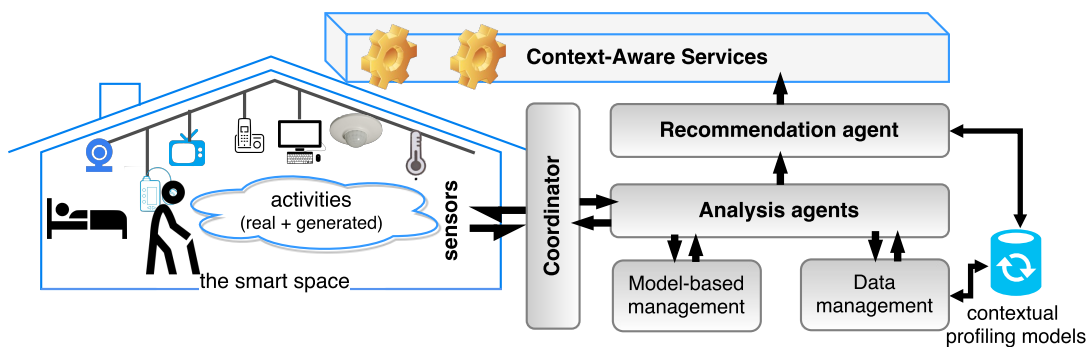 Context-Aware Services
Recommendation agent
Coordinator
activities
(real + generated)
sensors
Analysis agents
the smart space
Model-based
management
Data
management
contextual
profiling models